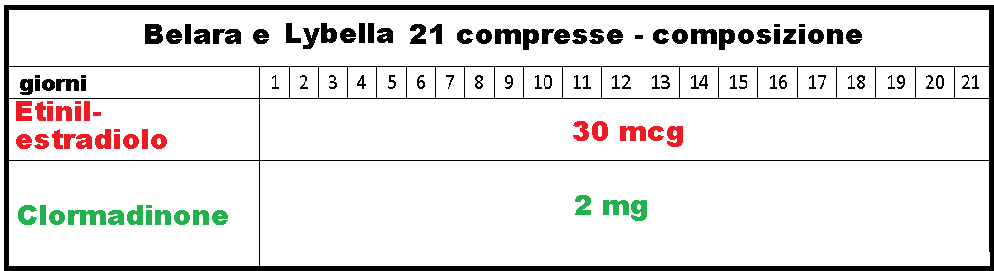 Belara e Lybella 21 compresse - composizione
giorni 1 2 3 4 5 6 7 8 9 10 11 12 13 14 15 16 17 18 19 20 21
Etinil-
estradiolo
30 mcg
Clormadinone
2 mg